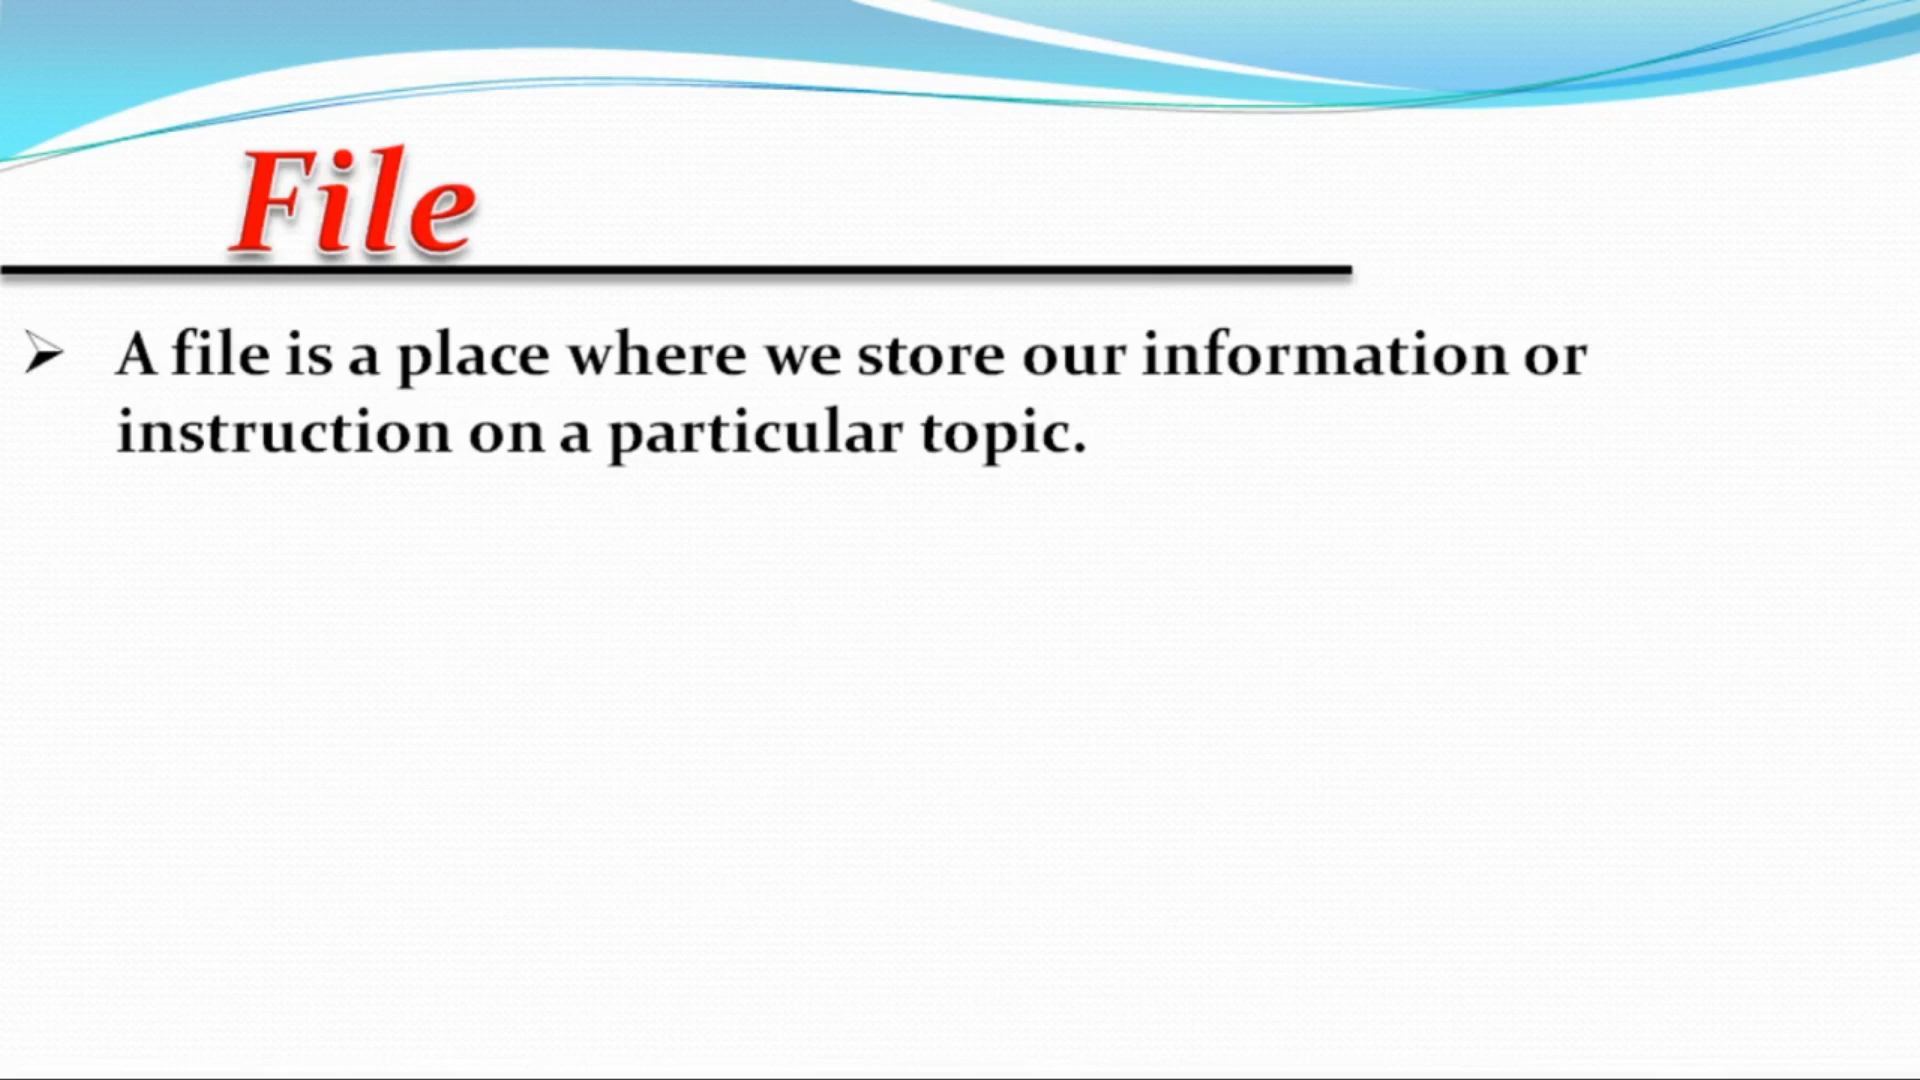 File
A file is a place where we store our information or
instruction on a particular topic.